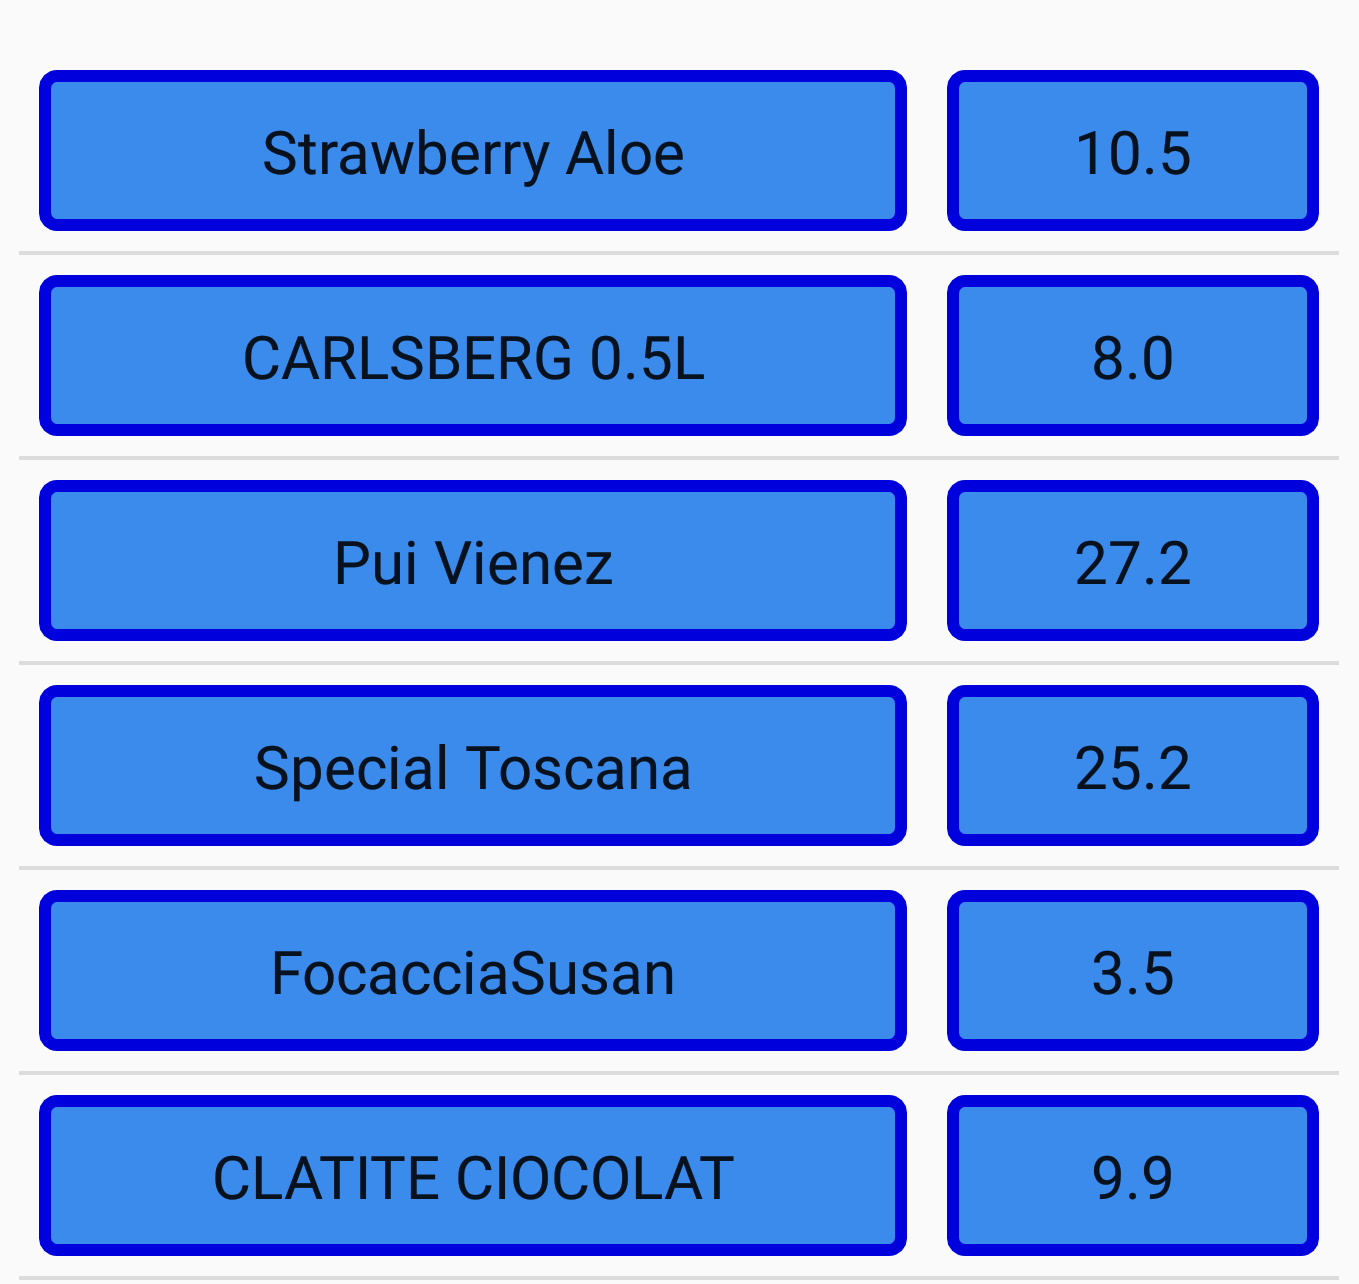 Strawberry Aloe 10.5
CARLSBERG 0.5L 8.0
Pui Vienez 27.2
Special Toscana 25.2
FocacciaSusan 3.5
CLATITE CIOCOLAT 9.9